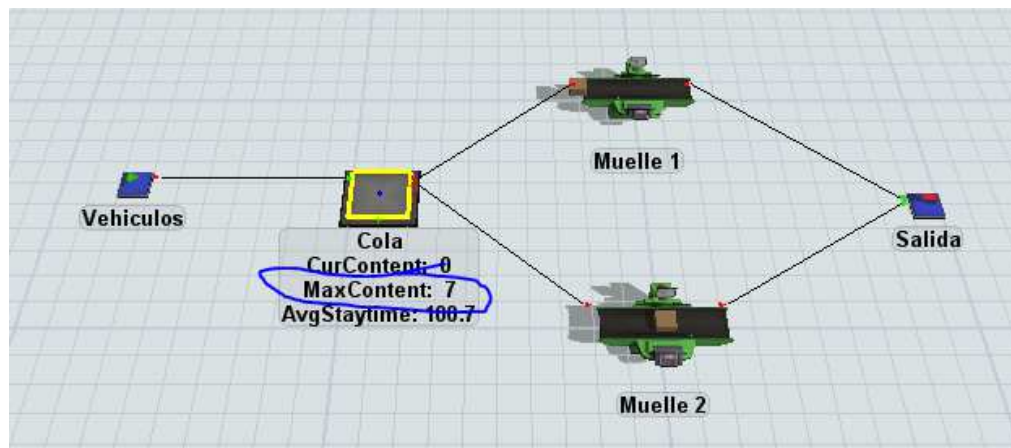 Muelle 1
Vehiculos
Cola
CurContent: 0
MaxContent: 7
AvgStaytime: 100.7
Salida
Muelle 2